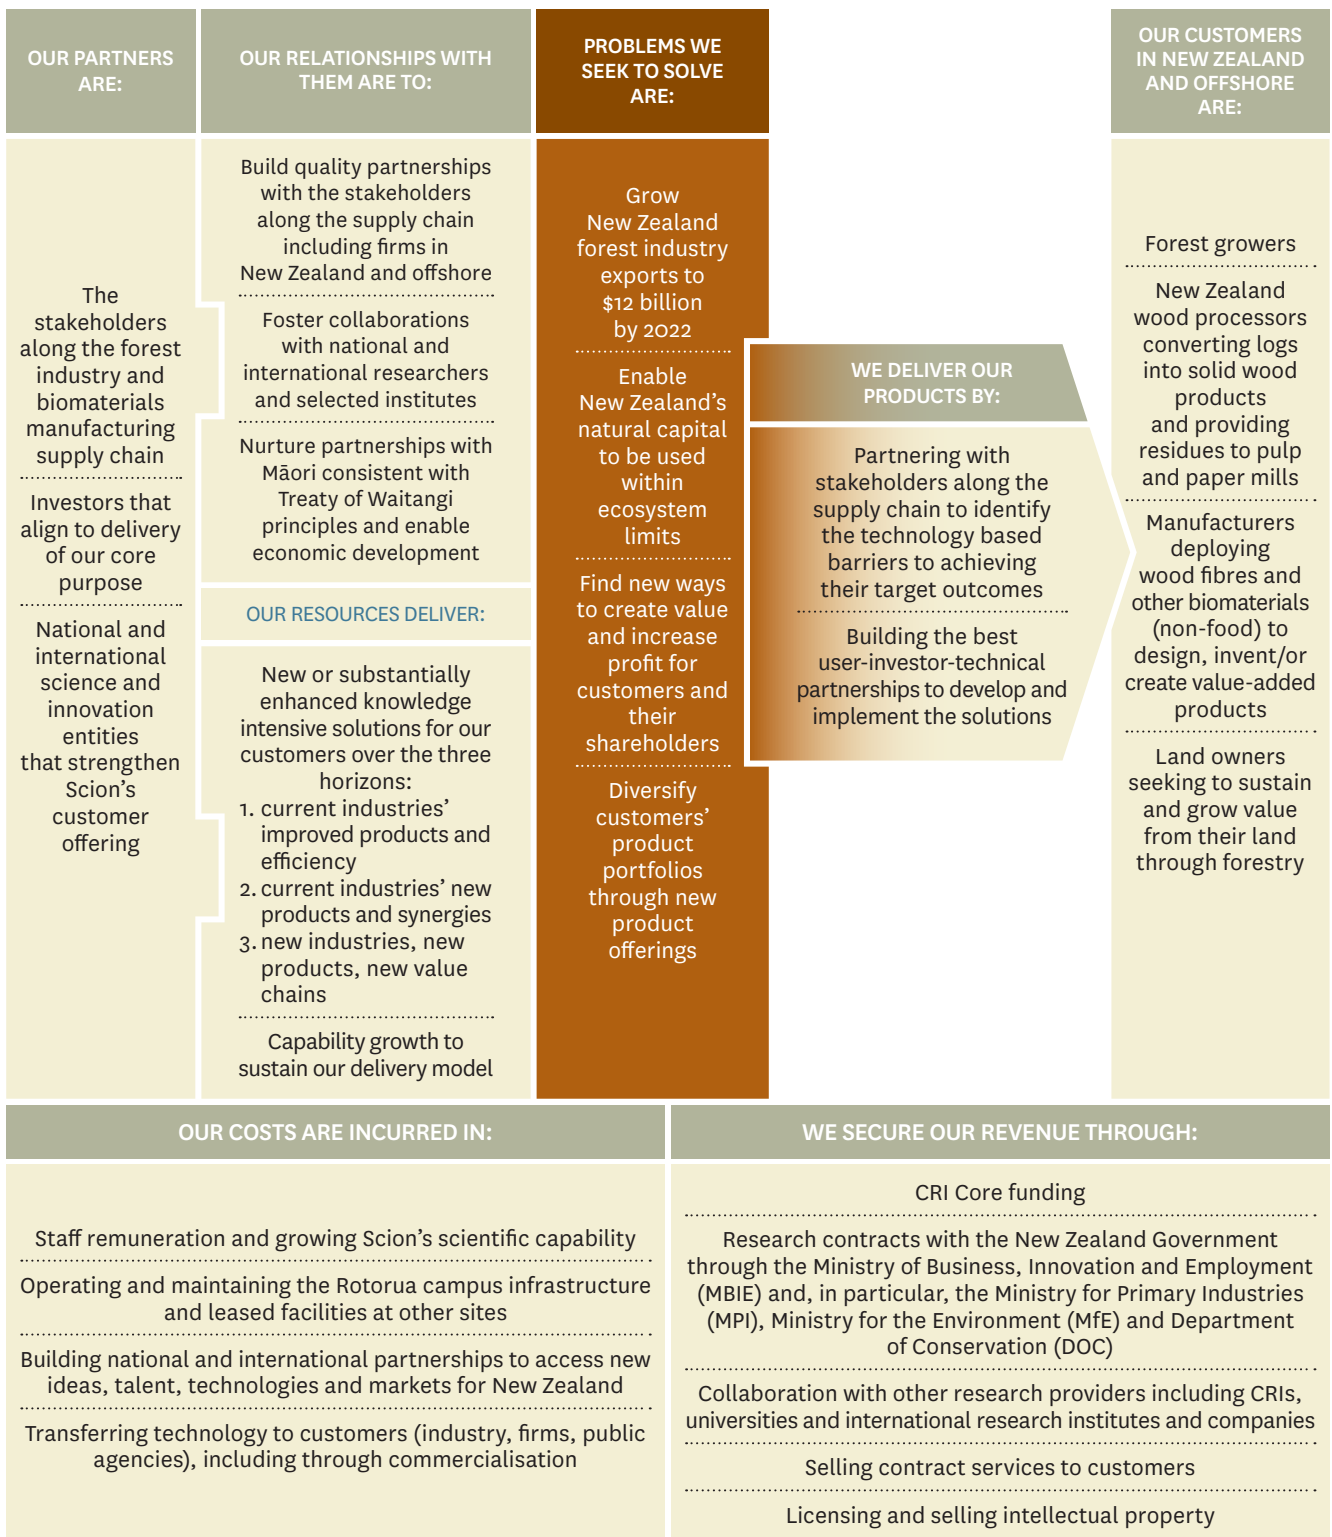 OUR PARTNERS
ARE:
The
stakeholders
along the forest
industry and
biomaterials
manufacturing
supply chain
Investors that
align to delivery
of our core
purpose
National and
international
science and
innovation
entities
that strengthen
Scion’s
customer
offering
OUR RELATIONSHIPS WITH
THEM ARE TO:
Build quality partnerships
with the stakeholders
along the supply chain
including firms in
New Zealand and offshore
Foster collaborations
with national and
international researchers
and selected institutes
Nurture partnerships with
Māori consistent with
Treaty of Waitangi
principles and enable
economic development
OUR RESOURCES DELIVER:
New or substantially
enhanced knowledge
intensive solutions for our
customers over the three
horizons:
1. current industries’
improved products and
efficiency
2. current industries’ new
products and synergies
3. new industries, new
products, new value
chains
Capability growth to
sustain our delivery model
PROBLEMS WE
SEEK TO SOLVE
ARE:
Grow
New Zealand
forest industry
exports to
$12 billion
by 2022
Enable
New Zealand’s
natural capital
to be used
within
ecosystem
limits
Find new ways
to create value
and increase
profit for
customers and
their
shareholders
Diversify
customers’
product
portfolios
through new
product
offerings
WE DELIVER OUR
PRODUCTS BY:
Partnering with
stakeholders along the
supply chain to identify
the technology based
barriers to achieving
their target outcomes
Building the best
user-investor-technical
partnerships to develop and
implement the solutions
OUR CUSTOMERS
IN NEW ZEALAND
AND OFFSHORE
ARE:
Forest growers
New Zealand
wood processors
converting logs
into solid wood
products
and providing
residues to pulp
and paper mills
Manufacturers
deploying
wood fibres and
other biomaterials
(non-food) to
design, invent/or
create value-added
products
Land owners
seeking to sustain
and grow value
from their land
through forestry
OUR COSTS ARE INCURRED IN:
Staff remuneration and growing Scion’s scientific capability
Operating and maintaining the Rotorua campus infrastructure
and leased facilities at other sites
Building national and international partnerships to access new
ideas, talent, technologies and markets for New Zealand
Transferring technology to customers (industry, firms, public
agencies), including through commercialisation
WE SECURE OUR REVENUE THROUGH:
CRI Core funding
Research contracts with the New Zealand Government
through the Ministry of Business, Innovation and Employment
(MBIE) and, in particular, the Ministry for Primary Industries
(MPI), Ministry for the Environment (MfE) and Department
of Conservation (DOC)
Collaboration with other research providers including CRIs,
universities and international research institutes and companies
Selling contract services to customers
Licensing and selling intellectual property